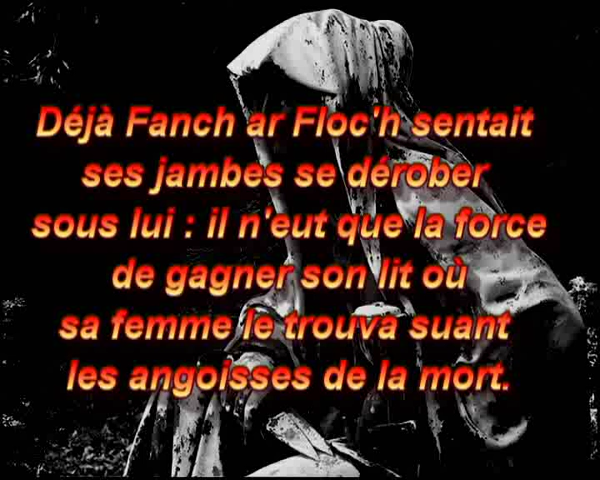 Déjà Fanch ar Floc'h sentait
ses jambes se dérober
sous lui : il n'eut que la force
de gagner son lit où
sa femme le trouva suant
les angoisses de la mort.